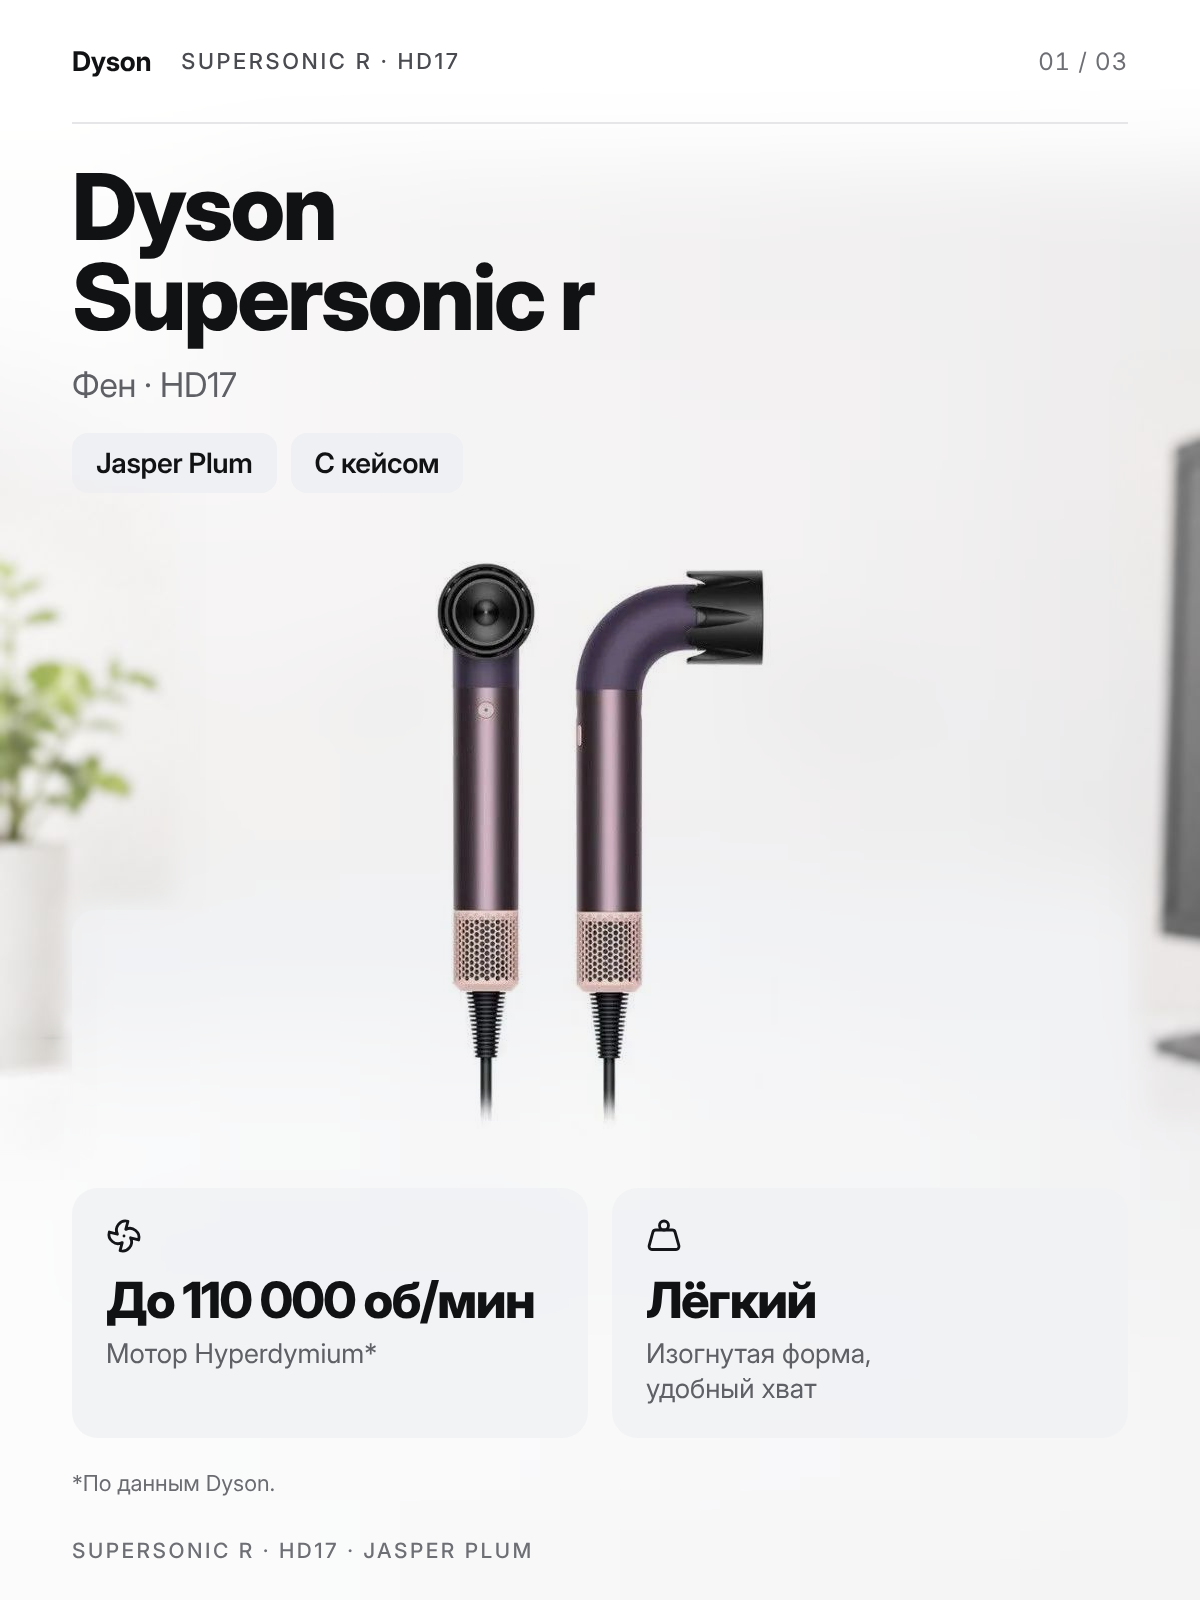 Dyson SUPERSONIC R · HD17 01 / 03
Dyson
Supersonic r
Фен · HD17
Jasper Plum С кейсом
До 110 000 об/мин
Мотор Hyperdymium*
Лёгкий
Изогнутая форма,
удобный хват
*По данным Dyson.
SUPERSONIC R · HD17 · JASPER PLUM